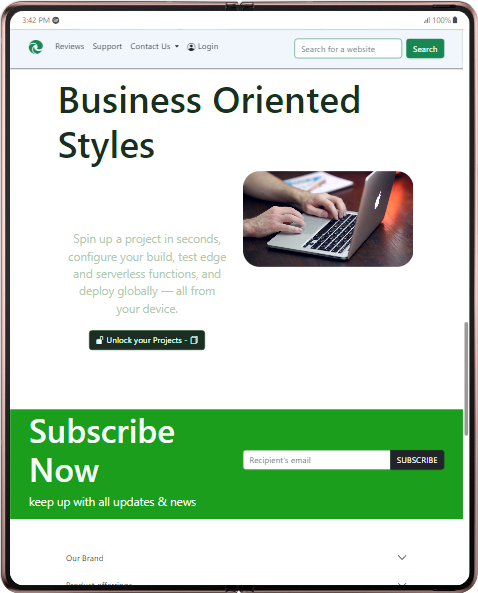 3:42 PM
100%
Reviews Support Contact Us Login
Search for a website
Search
Business Oriented
Styles
Spin up a project in seconds,
configure your build, test edge
and serverless functions, and
deploy globally — all from
your device.
Unlock your Projects -
Subscribe
Now
keep up with all updates & news
Recipient's email
SUBSCRIBE
Our Brand
Product offerings